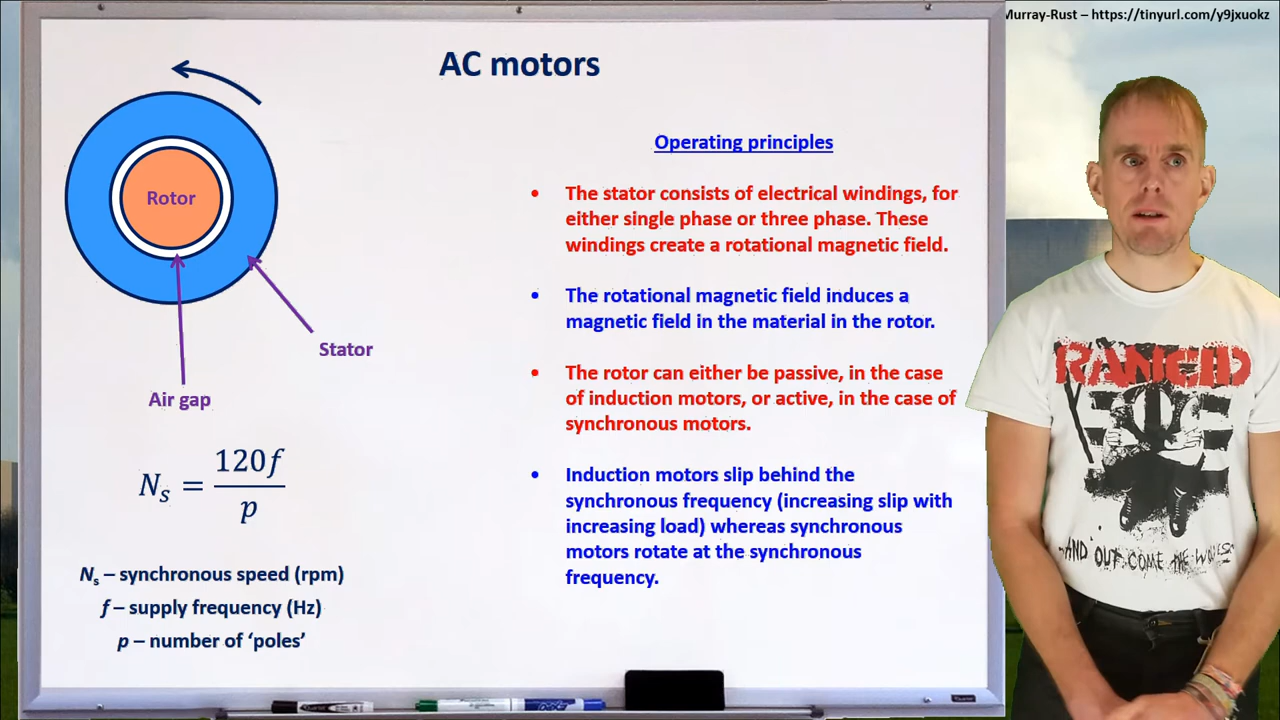 Murray-Rust – https://tinyurl.com/y9jxuokz
AC motors
Rotor
Stator
Air gap
Nₛ = 120f / p
Nₛ – synchronous speed (rpm)
f – supply frequency (Hz)
p – number of ‘poles’
Operating principles
• The stator consists of electrical windings, for
either single phase or three phase. These
windings create a rotational magnetic field.
• The rotational magnetic field induces a
magnetic field in the material in the rotor.
• The rotor can either be passive, in the case
of induction motors, or active, in the case of
synchronous motors.
• Induction motors slip behind the
synchronous frequency (increasing slip with
increasing load) whereas synchronous
motors rotate at the synchronous
frequency.
RANCID
...AND OUT COME THE WOLVES